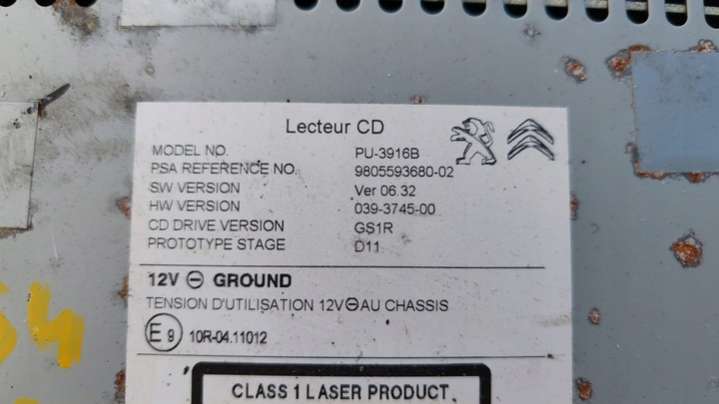 Lecteur CD
MODEL NO. PU-3916B
PSA REFERENCE NO. 9805593680-02
SW VERSION Ver 06.32
HW VERSION 039-3745-00
CD DRIVE VERSION GS1R
PROTOTYPE STAGE D11
12V ⊖ GROUND
TENSION D'UTILISATION 12V⊖AU CHASSIS
E9 10R-04.11012
CLASS 1 LASER PRODUCT
54